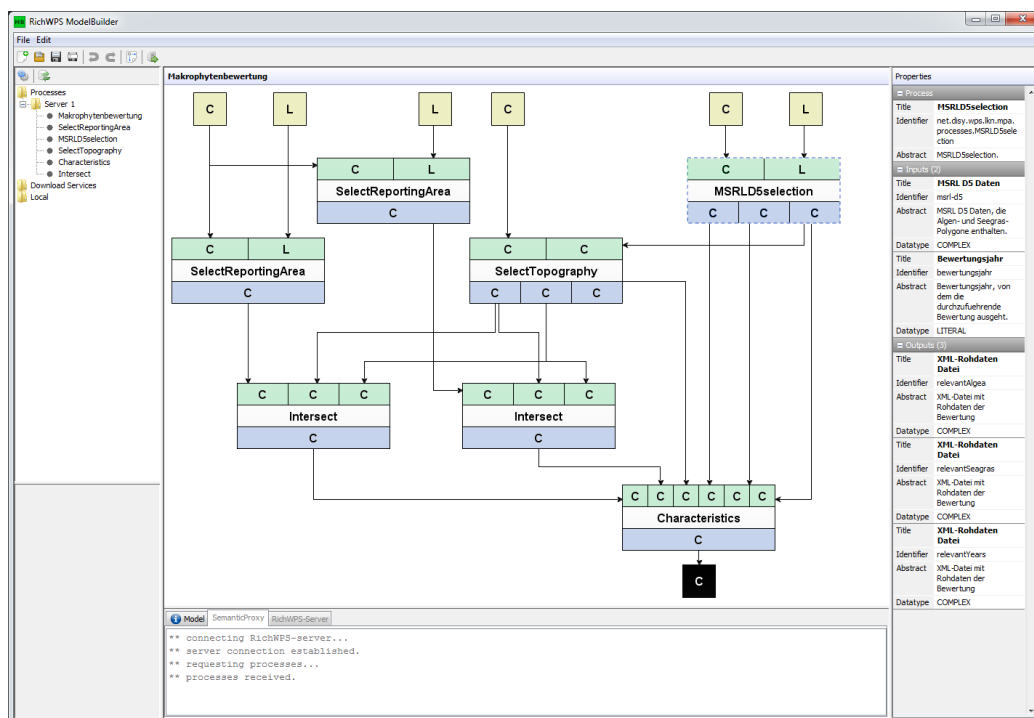 MB RichWPS ModelBuilder
File Edit
Processes
Server 1
Makrophytenbewertung
SelectReportingArea
MSRLD5selection
SelectTopography
Characteristics
Intersect
Download Services
Local
Makrophytenbewertung
C L L C C L
C L
SelectReportingArea
C
C L
MSRLD5selection
C C C
C L
SelectReportingArea
C
C C
SelectTopography
C C C
C C C
Intersect
C
C C C
Intersect
C
C C C C C C
Characteristics
C
C
Model SemanticProxy RichWPS-Server
** connecting RichWPS-server...
** server connection established.
** requesting processes...
** processes received.
Properties
Process
Title MSRLD5selection
Identifier net.disy.wps.lkn.mpa.
processes.MSRLD5sele
ction
Abstract MSRLD5selection.
Inputs (2)
Title MSRL D5 Daten
Identifier msrl-d5
Abstract MSRL D5 Daten, die
Algen- und Seegras-
Polygone enthalten.
Datatype COMPLEX
Title Bewertungsjahr
Identifier bewertungsjahr
Abstract Bewertungsjahr, von
dem die
durchzufuehrende
Bewertung ausgeht.
Datatype LITERAL
Outputs (3)
Title XML-Rohdaten
Datei
Identifier relevantAlgea
Abstract XML-Datei mit
Rohdaten der
Bewertung
Datatype COMPLEX
Title XML-Rohdaten
Datei
Identifier relevantSeagras
Abstract XML-Datei mit
Rohdaten der
Bewertung
Datatype COMPLEX
Title XML-Rohdaten
Datei
Identifier relevantYears
Abstract XML-Datei mit
Rohdaten der
Bewertung
Datatype COMPLEX